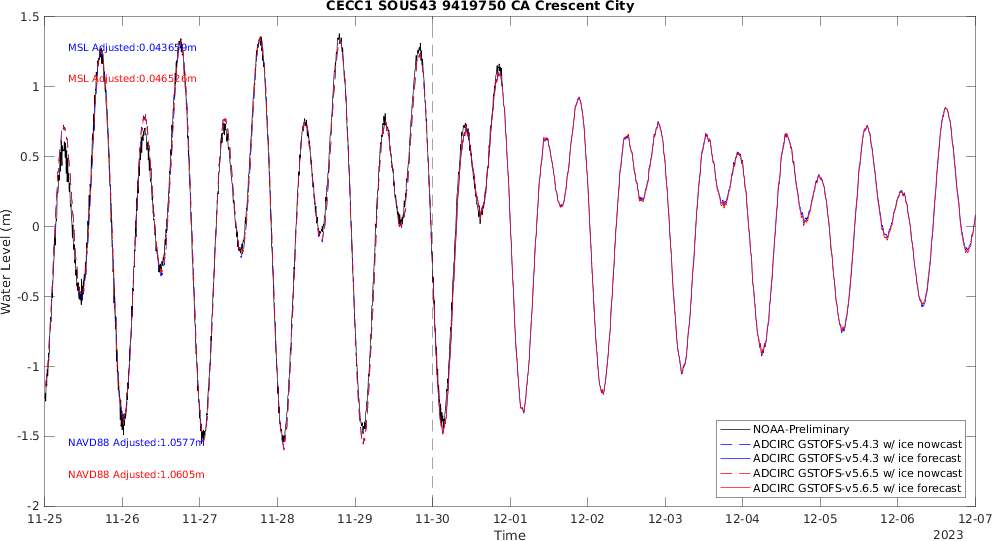 CECC1 SOUS43 9419750 CA Crescent City
1.5
1
0.5
0
-0.5
-1
-1.5
-2
Water Level (m)
MSL Adjusted:0.043659m
MSL Adjusted:0.046526m
NAVD88 Adjusted:1.0577m
NAVD88 Adjusted:1.0605m
NOAA-Preliminary
ADCIRC GSTOFS-v5.4.3 w/ ice nowcast
ADCIRC GSTOFS-v5.4.3 w/ ice forecast
ADCIRC GSTOFS-v5.6.5 w/ ice nowcast
ADCIRC GSTOFS-v5.6.5 w/ ice forecast
11-25 11-26 11-27 11-28 11-29 11-30 12-01 12-02 12-03 12-04 12-05 12-06 12-07
Time
2023